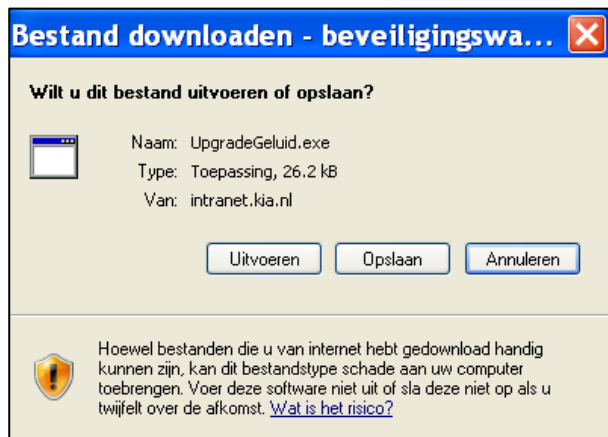 Bestand downloaden - beveiligingswa...
Wilt u dit bestand uitvoeren of opslaan?
Naam: UpgradeGeluid.exe
Type: Toepassing, 26.2 kB
Van: intranet.kia.nl
Uitvoeren Opslaan Annuleren
Hoewel bestanden die u van internet hebt gedownload handig
kunnen zijn, kan dit bestandstype schade aan uw computer
toebrengen. Voer deze software niet uit of sla deze niet op als u
twijfelt over de afkomst. Wat is het risico?